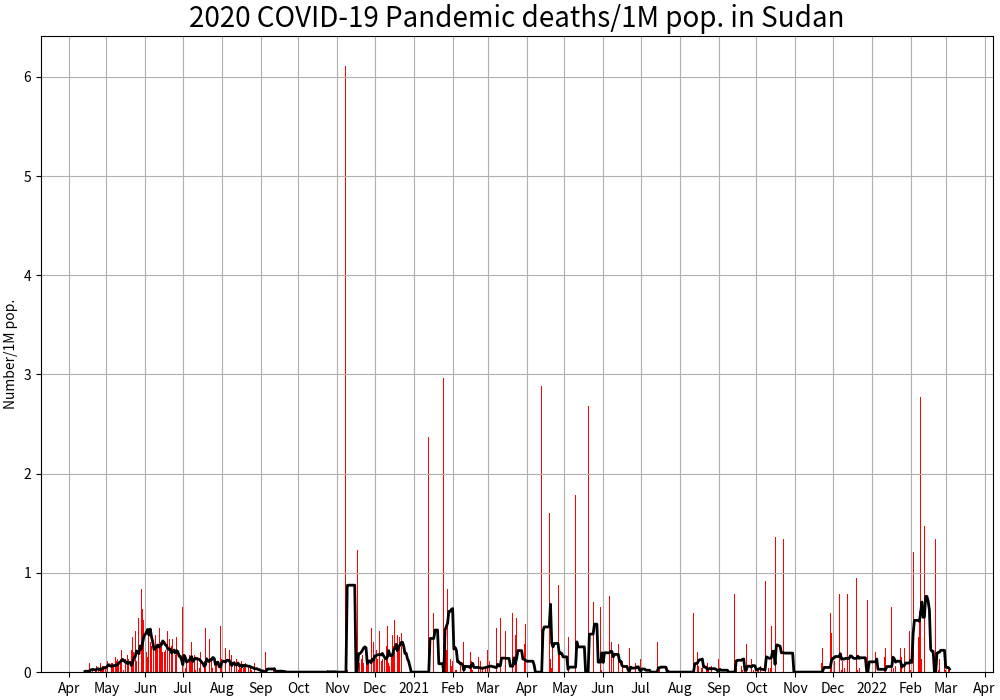 2020 COVID-19 Pandemic deaths/1M pop. in Sudan
Number/1M pop.
6
5
4
3
2
1
0
Apr May Jun Jul Aug Sep Oct Nov Dec 2021 Feb Mar Apr May Jun Jul Aug Sep Oct Nov Dec 2022 Feb Mar Apr